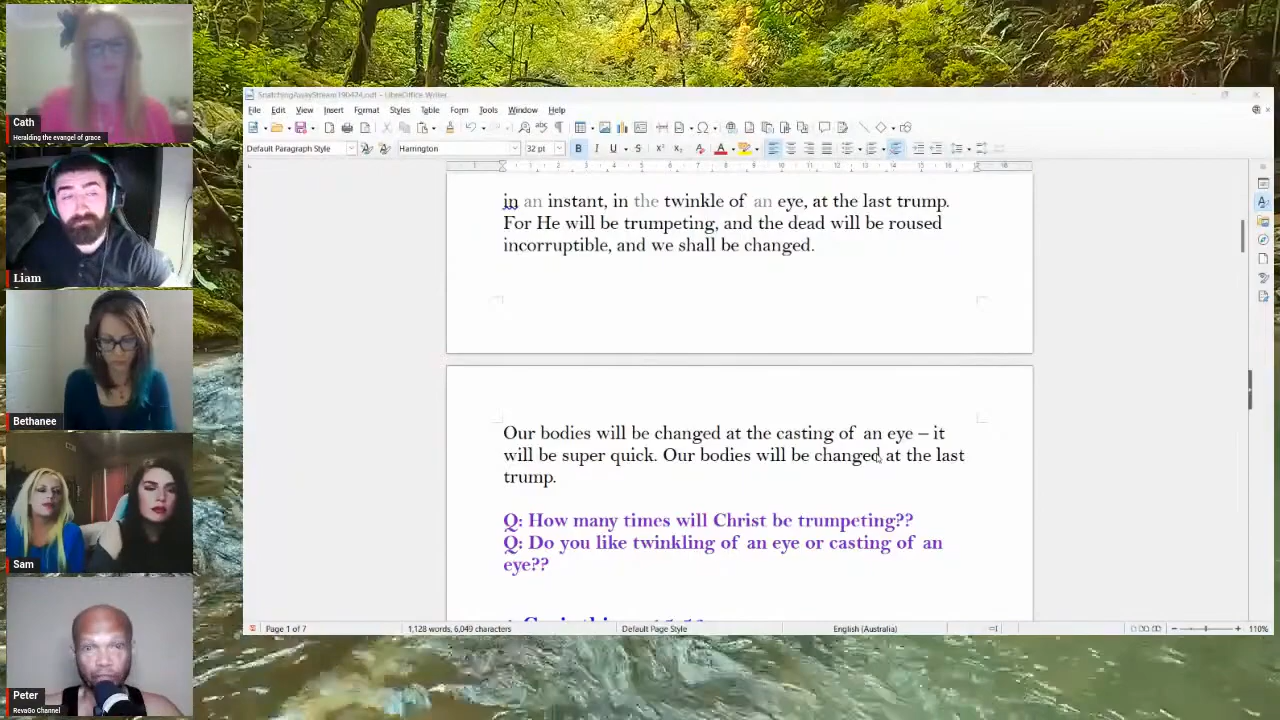 Cath
Heralding the evangel of grace
Liam
Bethanee
Sam
Peter
RevaGo Channel
LibreOffice Writer
File Edit View Insert Format Styles Table Form Tools Window Help
Default Paragraph Style
Harrington
32 pt
in an instant, in the twinkle of an eye, at the last trump.
For He will be trumpeting, and the dead will be roused
incorruptible, and we shall be changed.
Our bodies will be changed at the casting of an eye – it
will be super quick. Our bodies will be changed at the last
trump.
Q: How many times will Christ be trumpeting??
Q: Do you like twinkling of an eye or casting of an
eye??
Page 1 of 7
1,128 words, 6,049 characters
Default Page Style
English (Australia)
110%